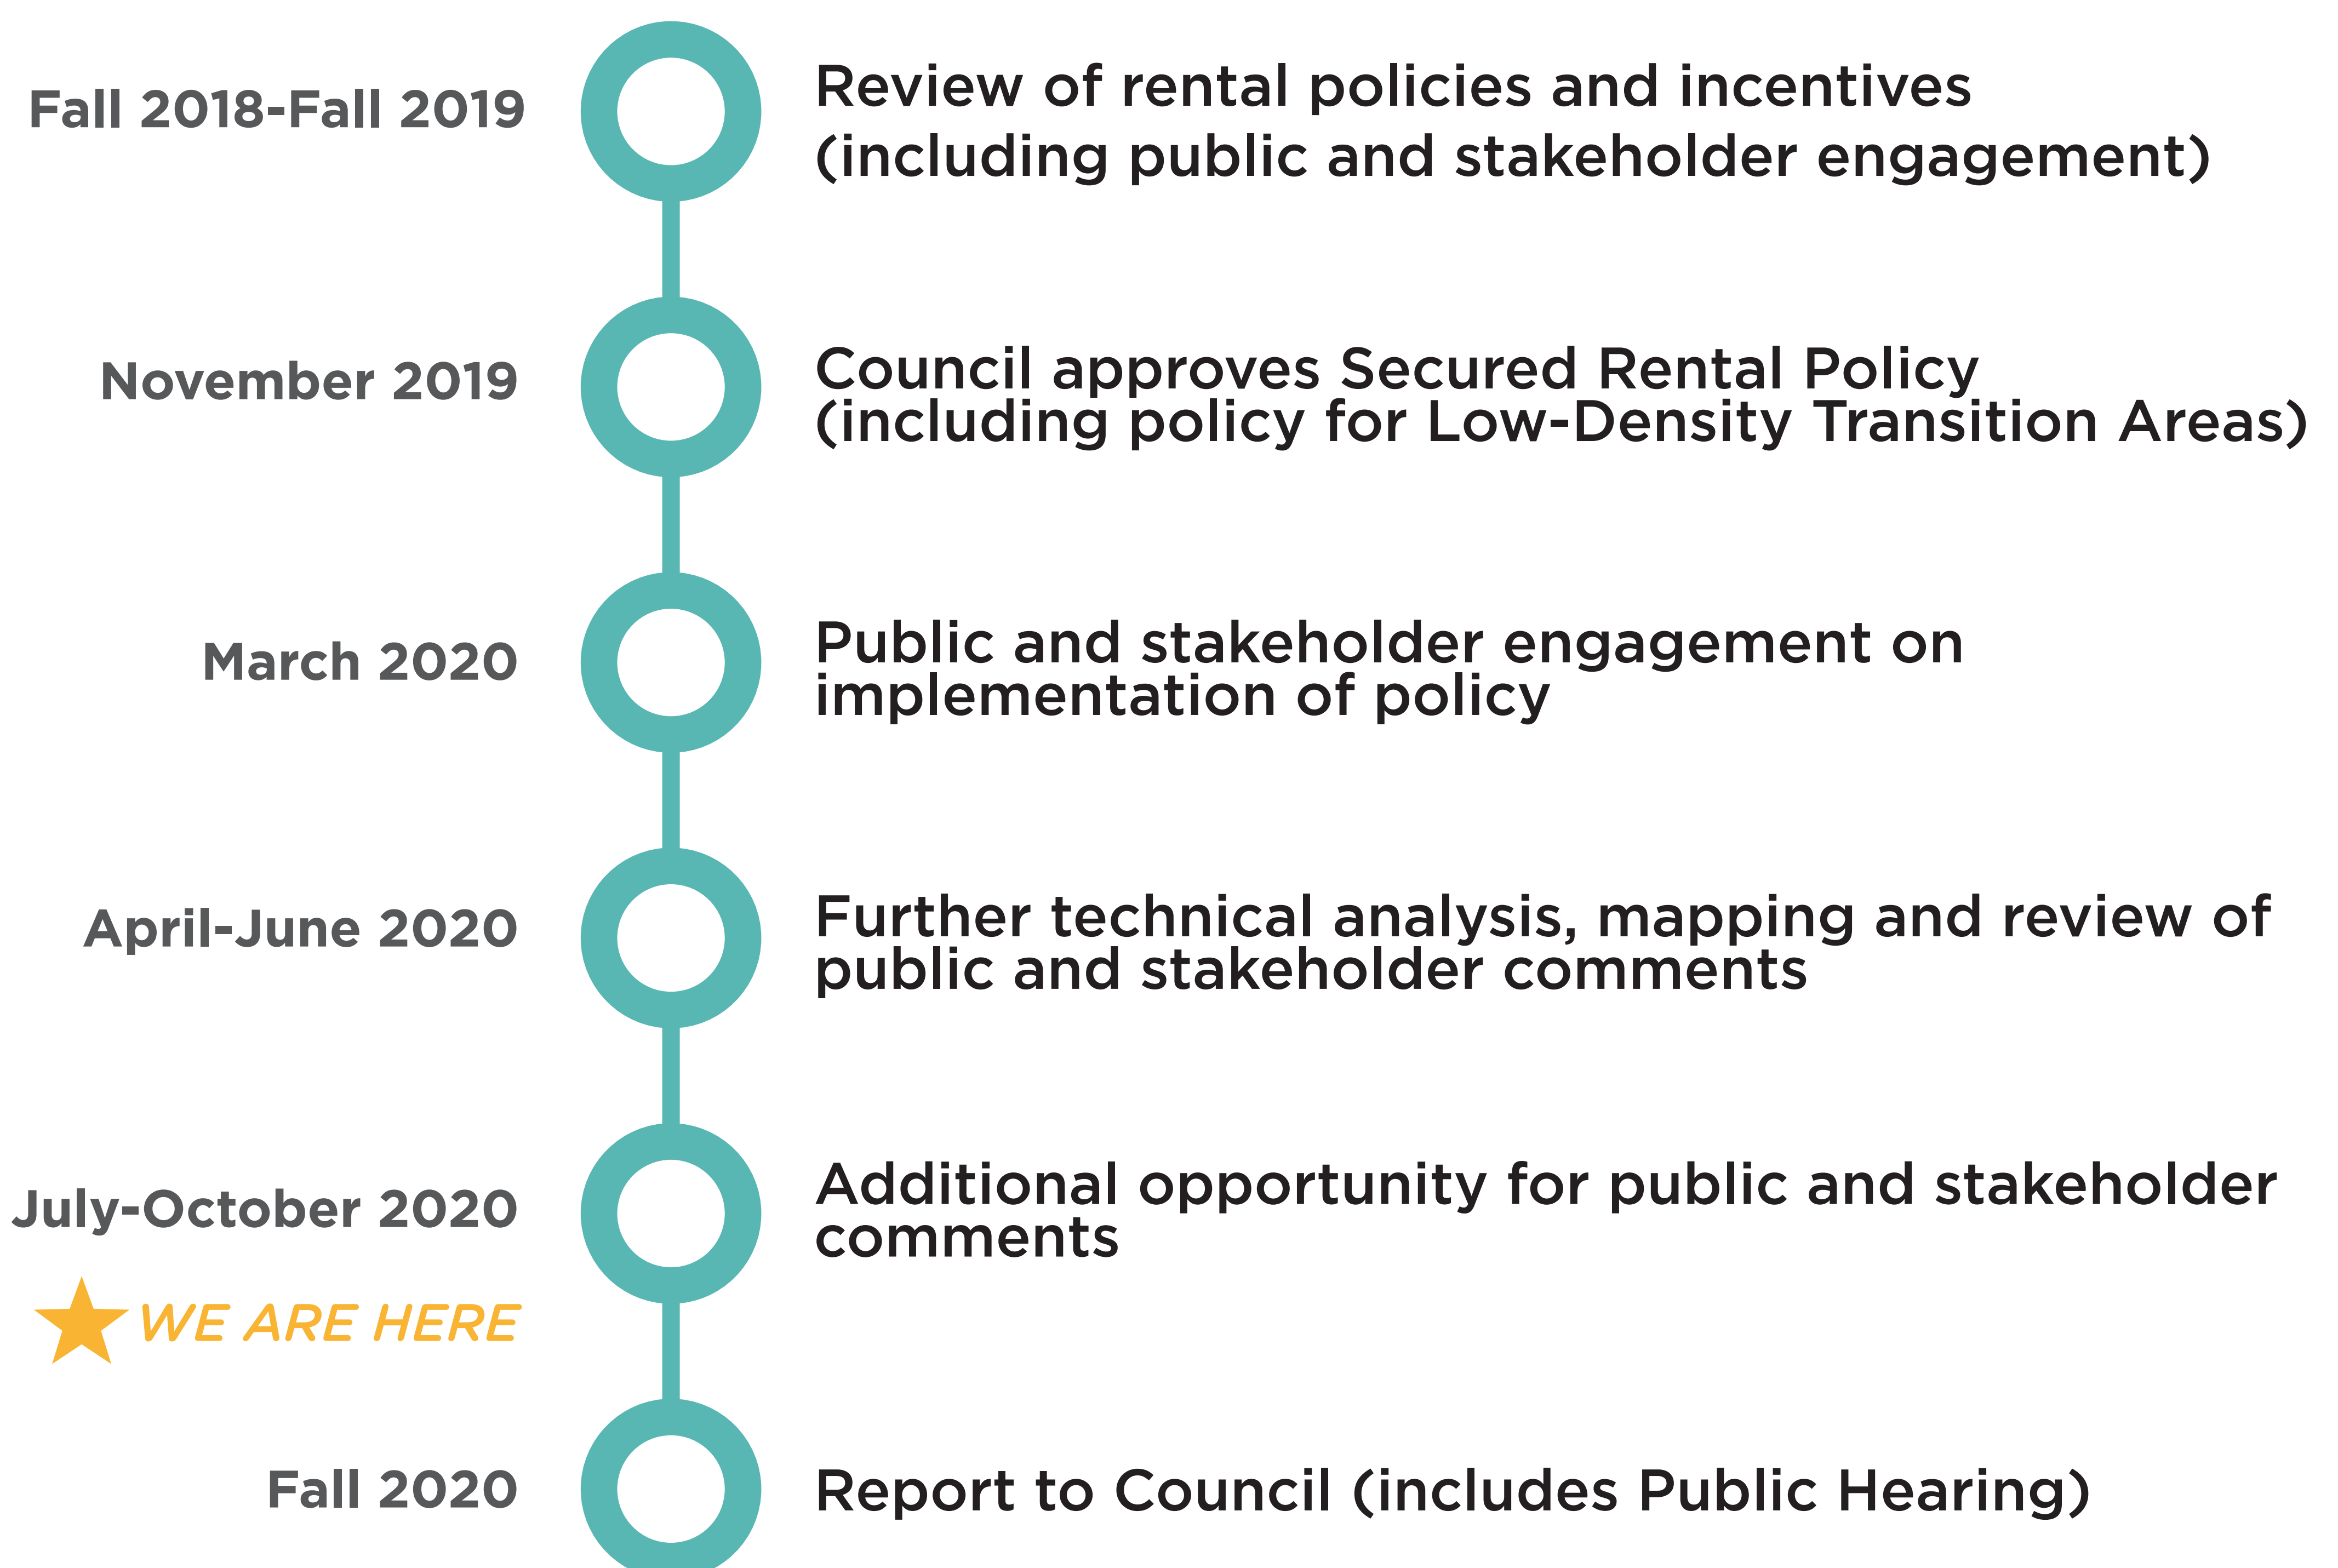 Fall 2018-Fall 2019
Review of rental policies and incentives
(including public and stakeholder engagement)
November 2019
Council approves Secured Rental Policy
(including policy for Low-Density Transition Areas)
March 2020
Public and stakeholder engagement on
implementation of policy
April-June 2020
Further technical analysis, mapping and review of
public and stakeholder comments
July-October 2020
Additional opportunity for public and stakeholder
comments
WE ARE HERE
Fall 2020
Report to Council (includes Public Hearing)